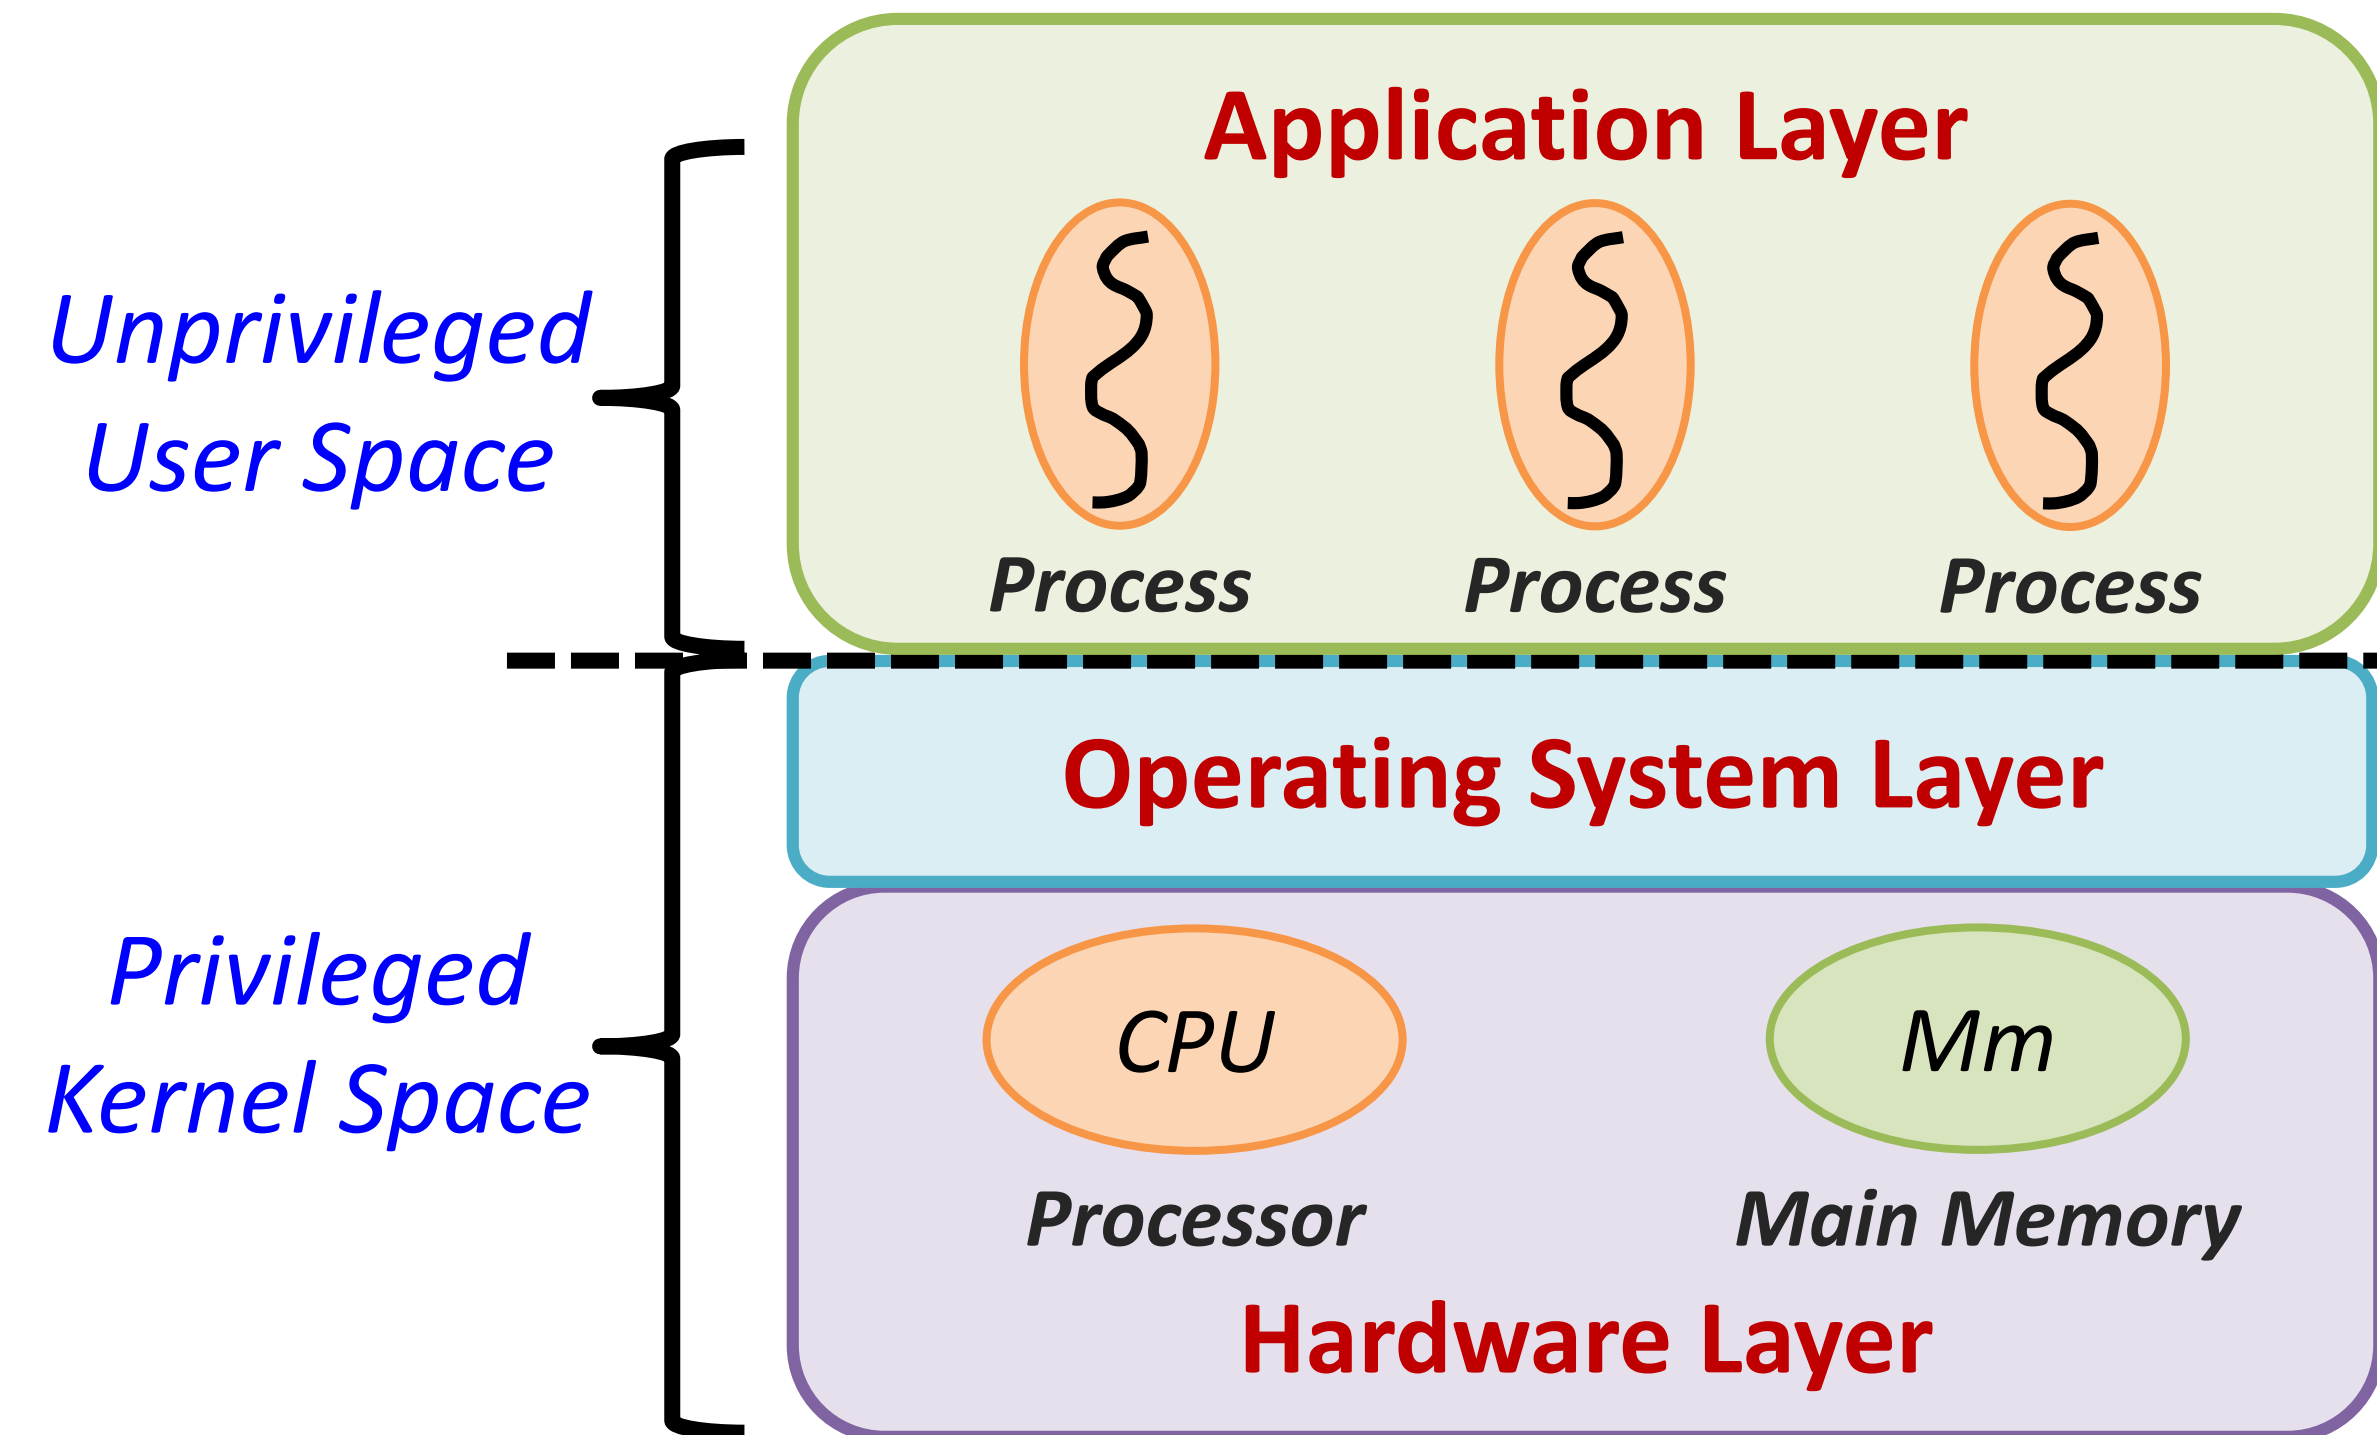 Application Layer
Unprivileged
User Space
Process Process Process
Operating System Layer
Privileged
Kernel Space
CPU Mm
Processor Main Memory
Hardware Layer